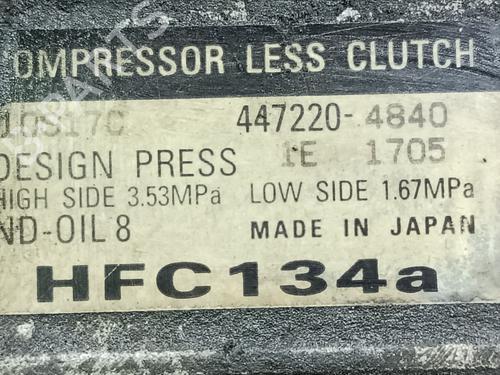 OMPRESSOR LESS CLUTCH
10S17C 447220-4840
DESIGN PRESS 1E 1705
HIGH SIDE 3.53MPa LOW SIDE 1.67MPa
ND-OIL 8 MADE IN JAPAN
HFC134a